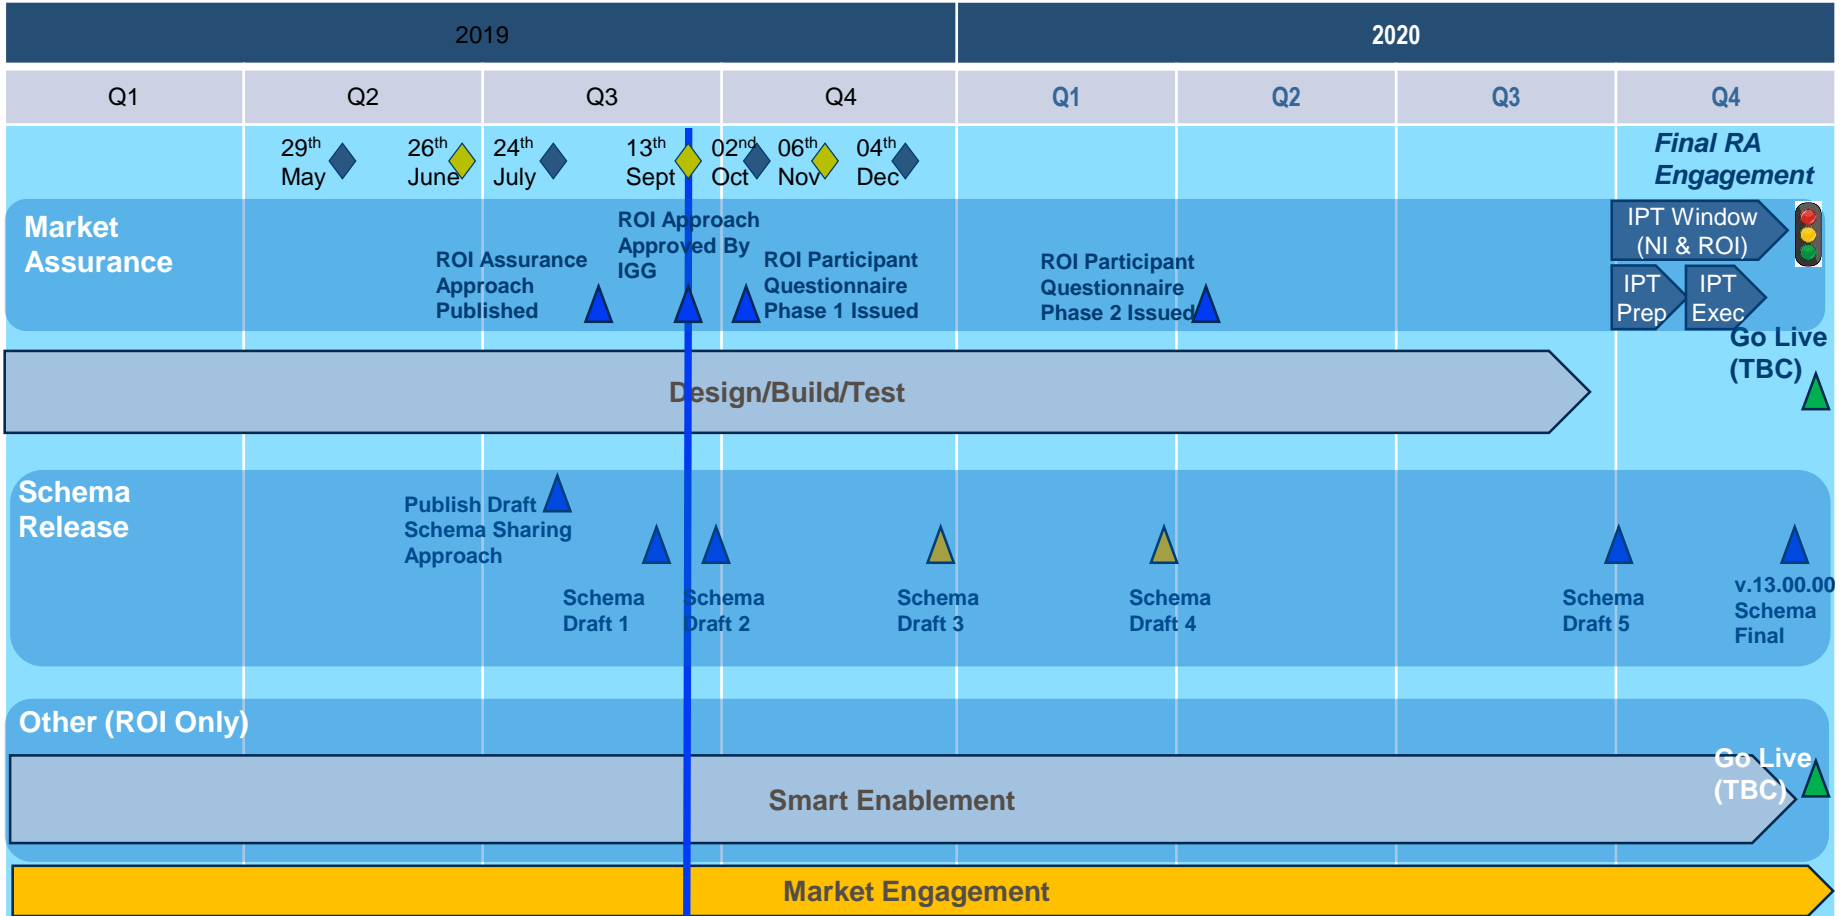 2019
2020
Q1
Q2
Q3
Q4
Q1
Q2
Q3
Q4
29th
May
26th
June
24th
July
13th
Sept
02nd
Oct
06th
Nov
04th
Dec
Final RA
Engagement
Market
Assurance
ROI Assurance
Approach
Published
ROI Approach
Approved By
IGG
ROI Participant
Questionnaire
Phase 1 Issued
ROI Participant
Questionnaire
Phase 2 Issued
IPT Window
(NI & ROI)
IPT
Prep
IPT
Exec
Go Live
(TBC)
Design/Build/Test
Schema
Release
Publish Draft
Schema Sharing
Approach
Schema
Draft 1
Schema
Draft 2
Schema
Draft 3
Schema
Draft 4
Schema
Draft 5
v.13.00.00
Schema
Final
Other (ROI Only)
Go Live
(TBC)
Smart Enablement
Market Engagement